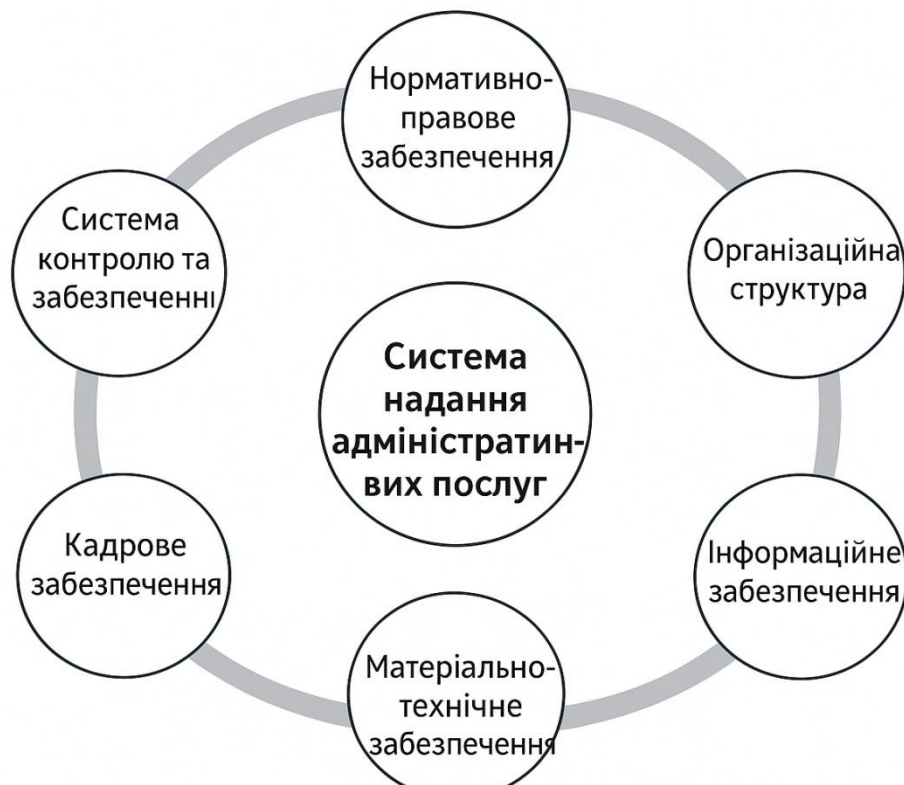 Нормативно-
правове
забезпечення
Організаційна
структура
Інформаційне
забезпечення
Матеріально-
технічне
забезпечення
Кадрове
забезпечення
Система
контролю та
забезпеченні
Система
надання
адміністратин-
вих послуг